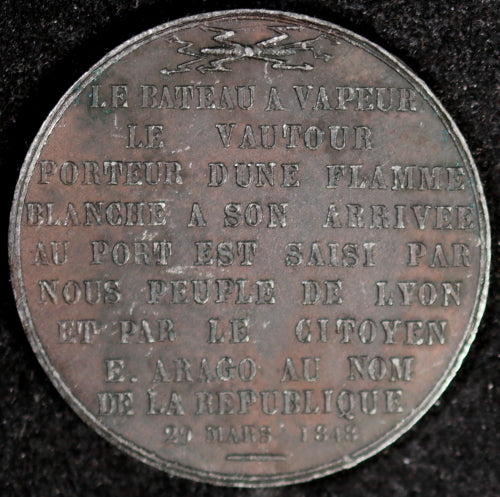 LE BATEAU A VAPEUR
LE VAUTOUR
PORTEUR DUNE FLAMME
BLANCHE A SON ARRIVEE
AU PORT EST SAISI PAR
NOUS PEUPLE DE LYON
ET PAR LE CITOYEN
E. ARAGO AU NOM
DE LA REPUBLIQUE
29 MARS 1848